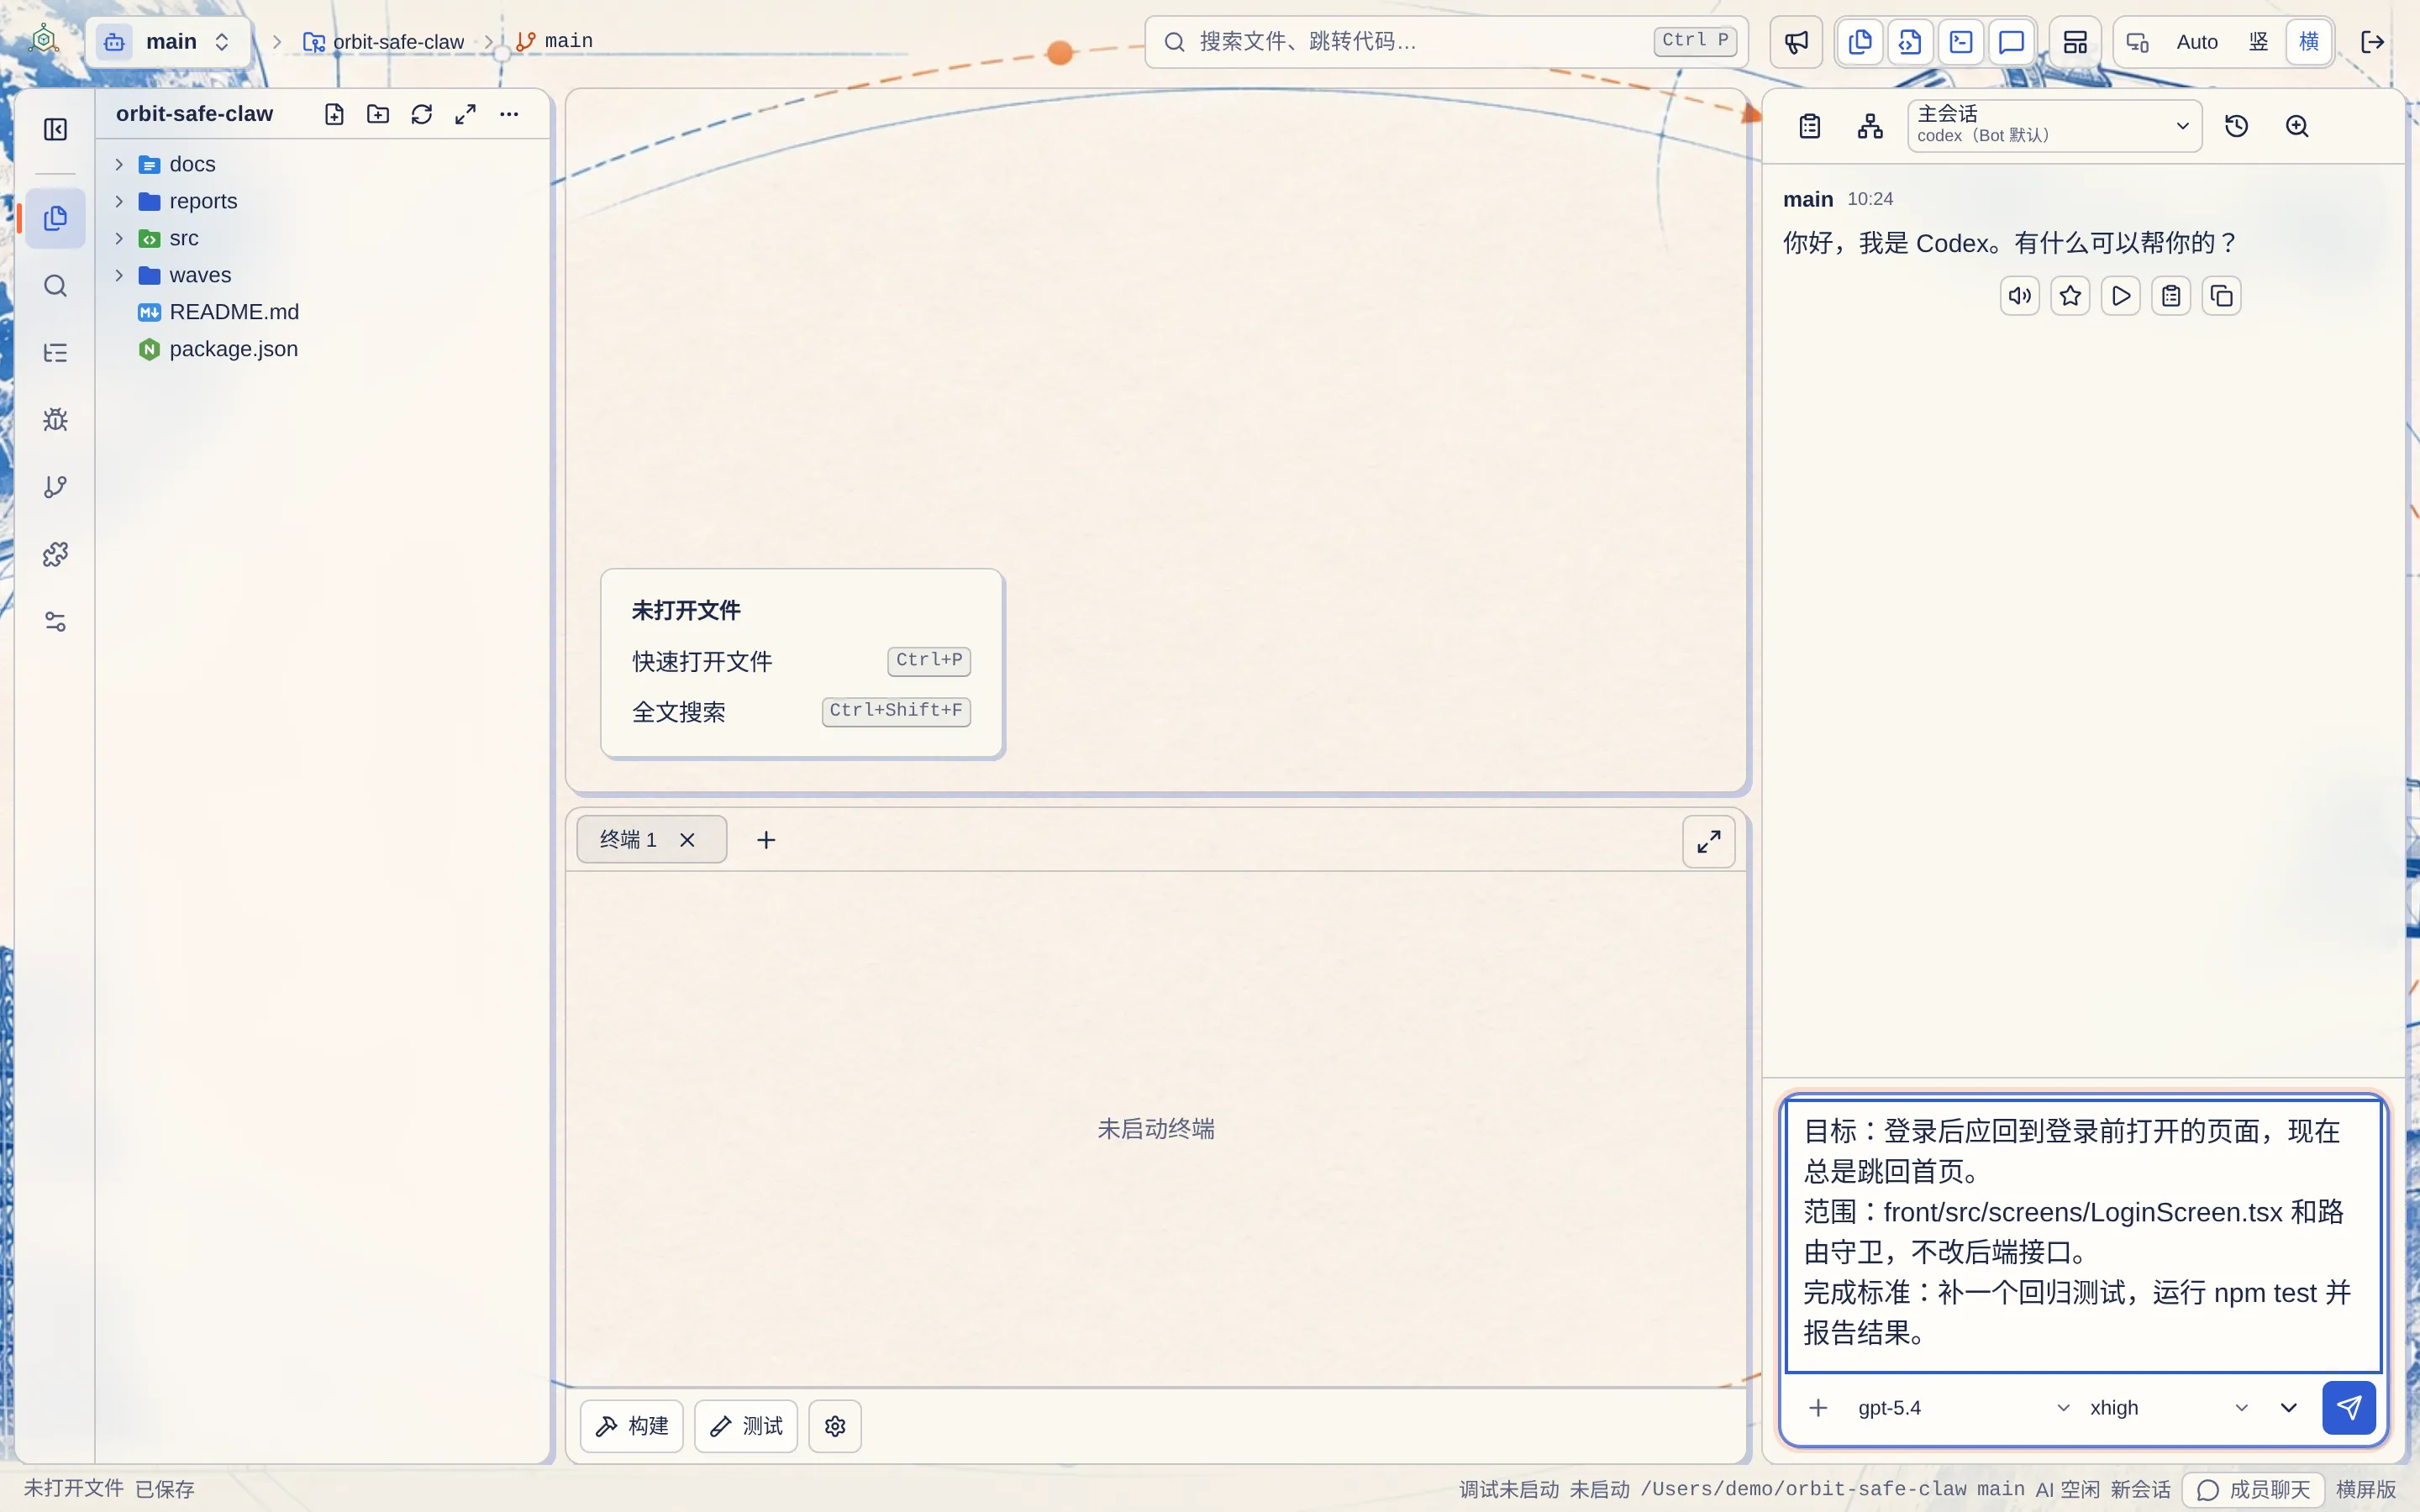 main
orbit-safe-claw
main
搜索文件、跳转代码...
Ctrl P
Auto
竖
横
orbit-safe-claw
docs
reports
src
waves
README.md
package.json
未打开文件
快速打开文件 Ctrl+P
全文搜索 Ctrl+Shift+F
终端 1
未启动终端
构建
测试
主会话
codex（Bot 默认）
main 10:24
你好，我是 Codex。有什么可以帮你的？
目标：登录后应回到登录前打开的页面，现在
总是跳回首页。
范围：front/src/screens/LoginScreen.tsx 和路
由守卫，不改后端接口。
完成标准：补一个回归测试，运行 npm test 并
报告结果。
gpt-5.4
xhigh
未打开文件 已保存
调试未启动 未启动 /Users/demo/orbit-safe-claw main AI 空闲 新会话 成员聊天 横屏版